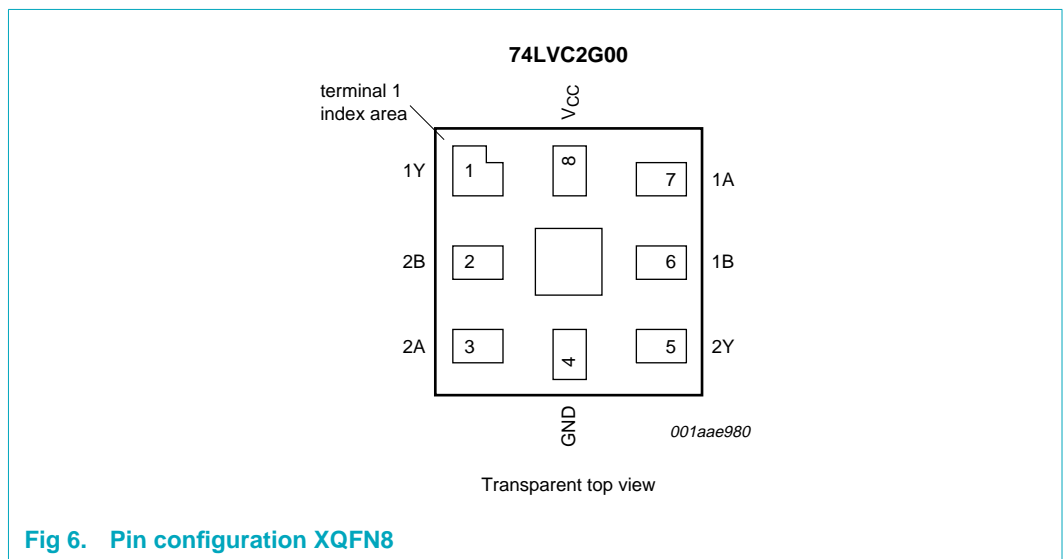 74LVC2G00
terminal 1
index area
VCC
1Y
1
8
7
1A
2B
2
6
1B
2A
3
4
5
2Y
GND
001aae980
Transparent top view
Fig 6. Pin configuration XQFN8